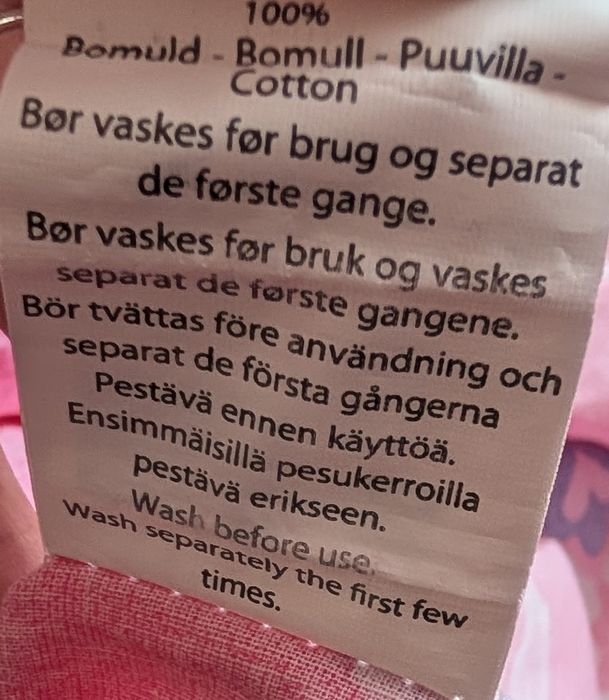 100%
Bomuld - Bomull - Puuvilla -
Cotton
Bør vaskes før brug og separat
de første gange.
Bør vaskes før bruk og vaskes
separat de første gangene.
Bör tvättas före användning och
separat de första gångerna
Pestävä ennen käyttöä.
Ensimmäisillä pesukerroilla
pestävä erikseen.
Wash before use.
Wash separately the first few
times.